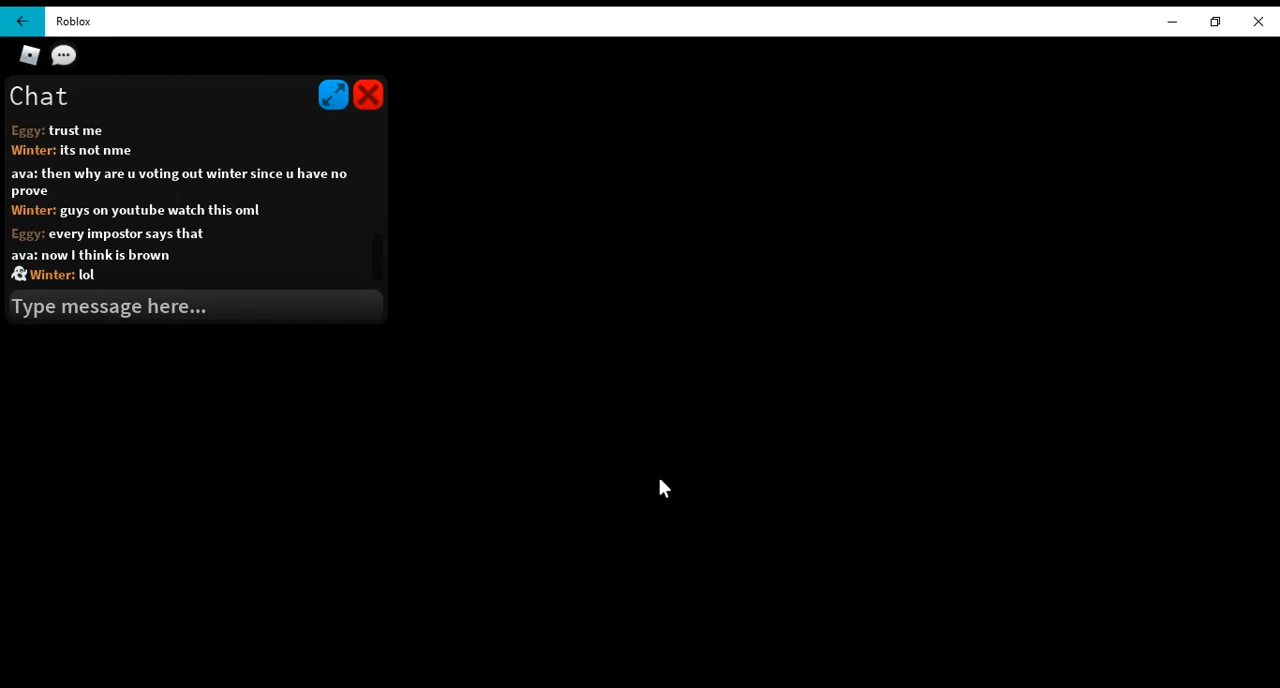 Roblox
Chat
Eggy: trust me
Winter: its not nme
ava: then why are u voting out winter since u have no
prove
Winter: guys on youtube watch this oml
Eggy: every impostor says that
ava: now I think is brown
Winter: lol
Type message here...